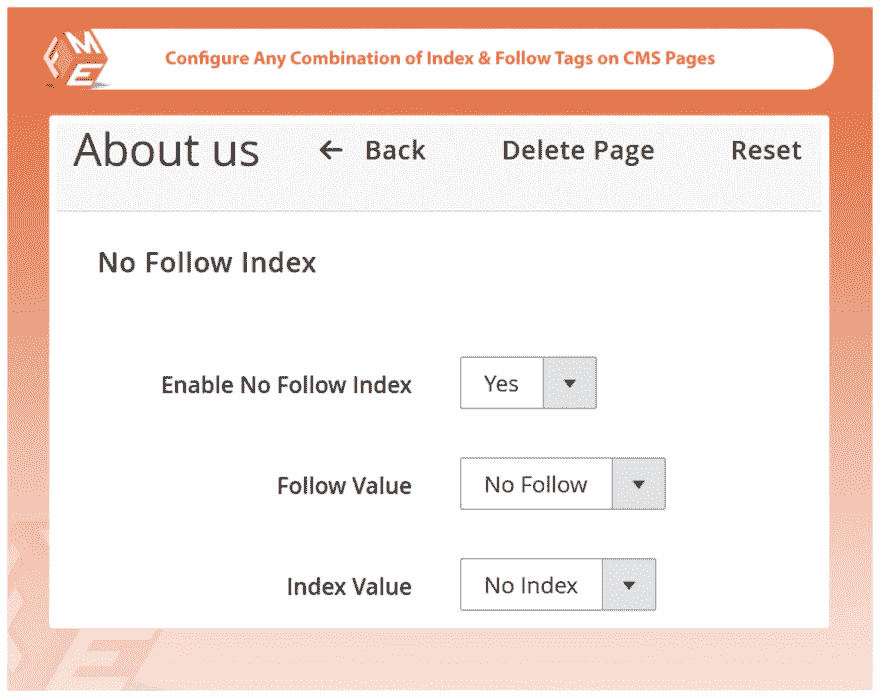 FME
Configure Any Combination of Index & Follow Tags on CMS Pages
About us ← Back Delete Page Reset
No Follow Index
Enable No Follow Index Yes
Follow Value No Follow
Index Value No Index